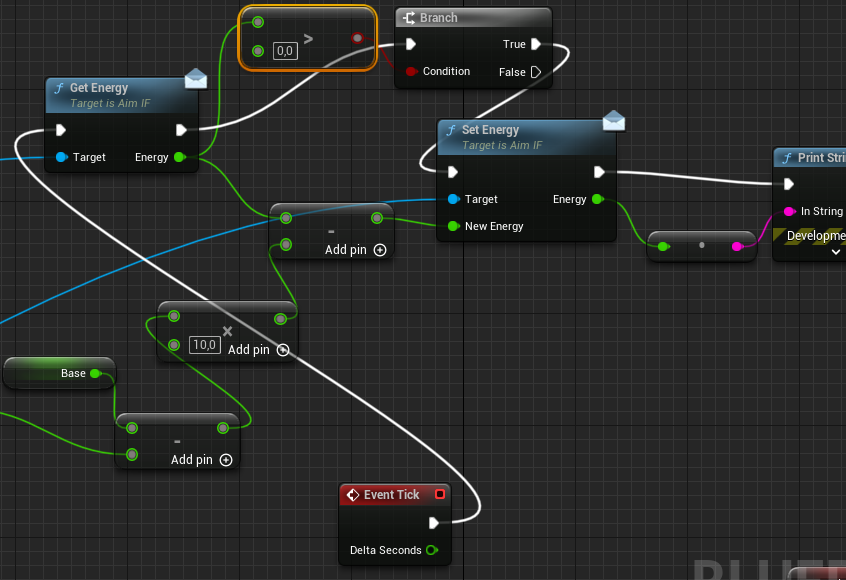 >
0,0
Branch
True
Condition
False
f Get Energy
Target is Aim IF
Target
Energy
f Set Energy
Target is Aim IF
Target
Energy
New Energy
f Print Stri
In String
Developme
-
Add pin
×
10,0
Add pin
Base
-
Add pin
Event Tick
Delta Seconds
BLUEP